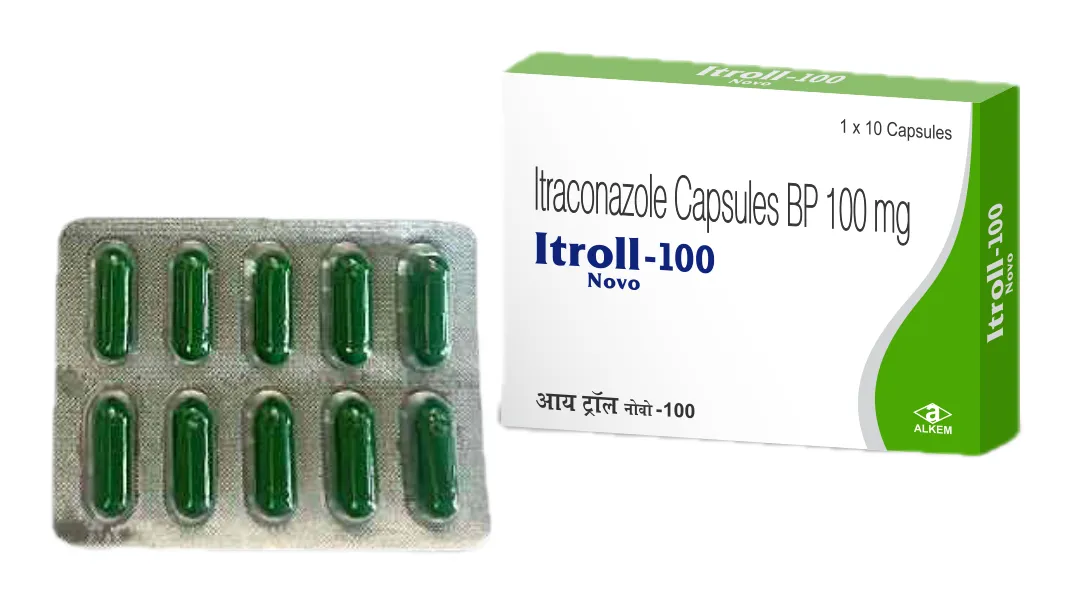 Itroll-100
Novo
1 x 10 Capsules
Itraconazole Capsules BP 100 mg
Itroll-100
Novo
आय ट्रॉल नोवो -100
Itroll-100
Novo
a
ALKEM